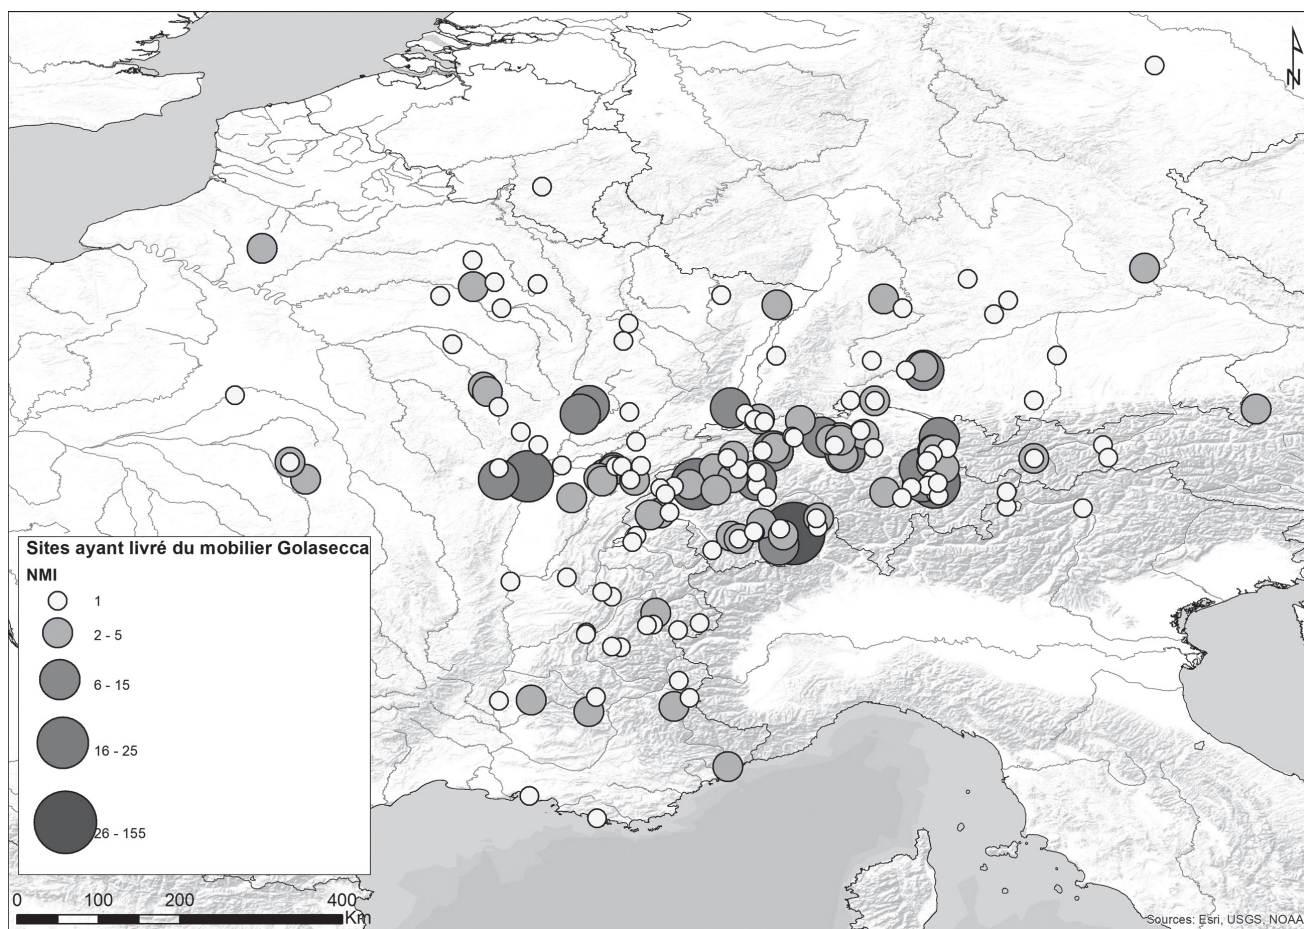 N
Sites ayant livré du mobilier Golasecca
NMI
1
2 - 5
6 - 15
16 - 25
26 - 155
0 100 200 400
Km
Sources: Esri, USGS, NOAA